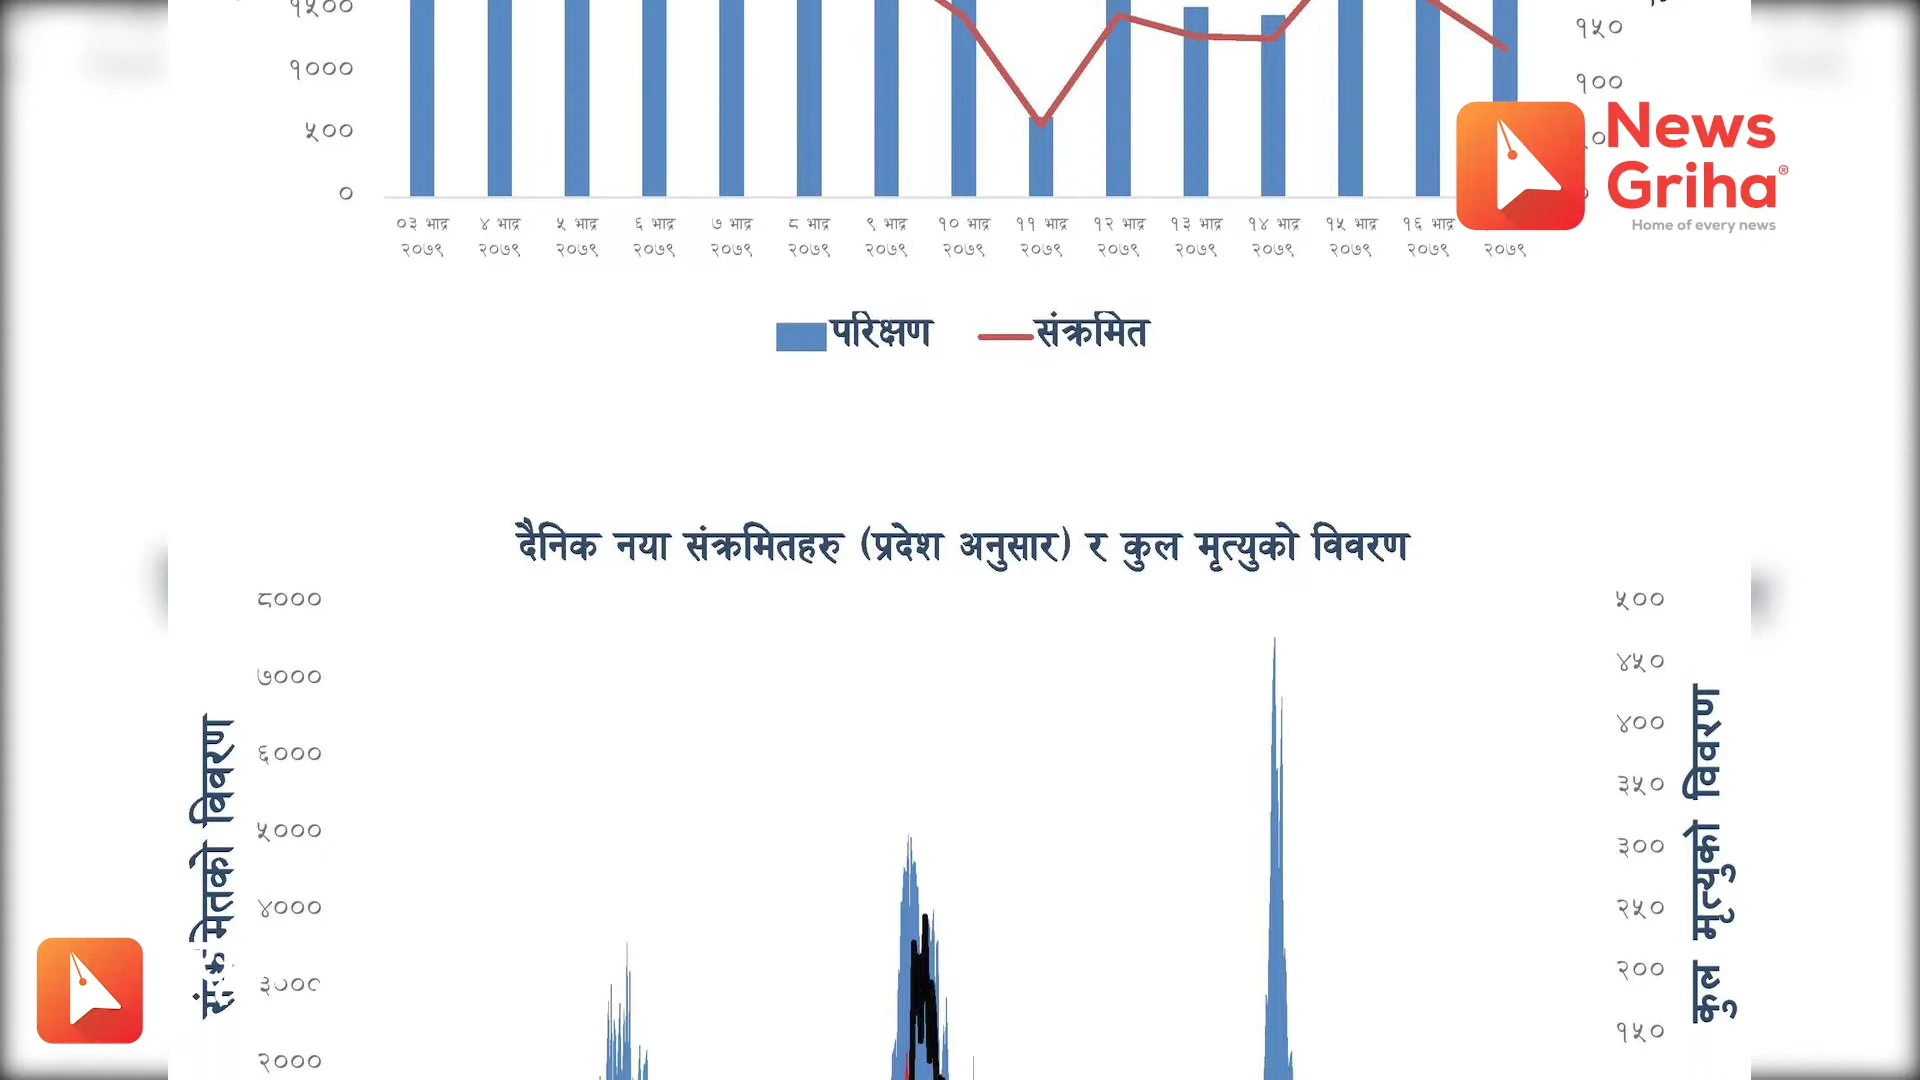 १५००
१०००
५००
०
१५०
१००
०३ भाद्र ४ भाद्र ५ भाद्र ६ भाद्र ७ भाद्र ८ भाद्र ९ भाद्र १० भाद्र ११ भाद्र १२ भाद्र १३ भाद्र १४ भाद्र १५ भाद्र १६ भाद्र
२०७९ २०७९ २०७९ २०७९ २०७९ २०७९ २०७९ २०७९ २०७९ २०७९ २०७९ २०७९ २०७९ २०७९ २०७९
News
Griha®
Home of every news
परिक्षण संक्रमित
दैनिक नया संक्रमितहरु (प्रदेश अनुसार) र कुल मृत्युको विवरण
८०००
७०००
६०००
५०००
४०००
३०००
२०००
विवरण
५००
४५०
४००
३५०
३००
२५०
२००
१५०
कुल मृत्युको विवरण